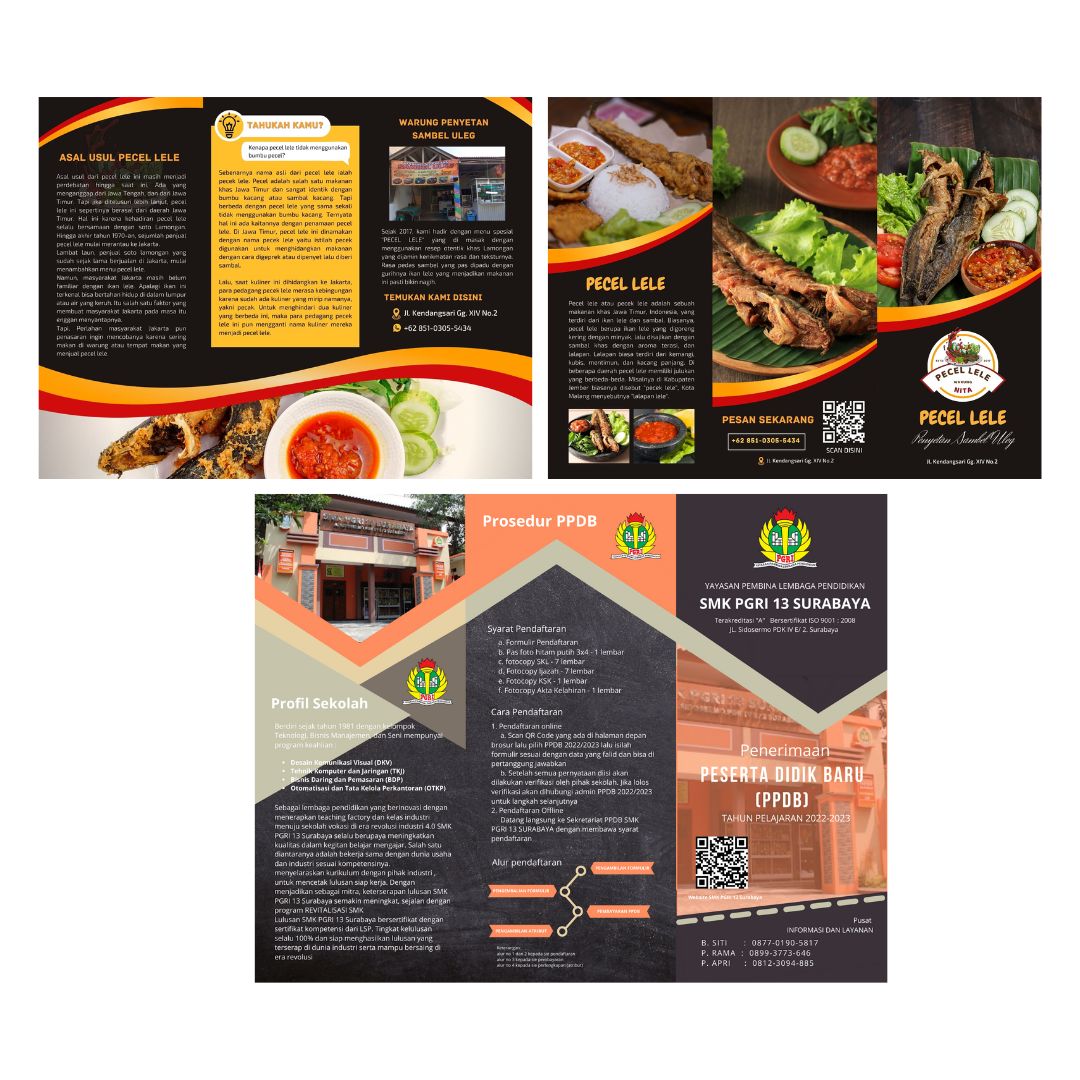 ASAL USUL PECEL LELE
Asal usul dari pecel lele ini masih menjadi
perdebatan hingga saat ini. Ada yang
menganggap dari Jawa Tengah, dan dari Jawa
Timur. Tapi jika ditelusuri lebih lanjut, pecel
lele ini sepertinya berasal dari daerah Jawa
Timur. Hal ini karena kehadiran pecel lele
selalu bersamaan dengan soto Lamongan.
Hingga akhir tahun 1970-an, sejumlah penjual
pecel lele mulai merantau ke Jakarta.
Lambat laun, penjual soto lamongan yang
sudah sejak lama berjualan di Jakarta, mulai
menambahkan menu pecel lele.
Namun, masyarakat Jakarta masih belum
familier dengan ikan lele. Apalagi ikan ini
terkenal bisa bertahan hidup di dalam lumpur
atau air yang keruh. Itu salah satu faktor yang
membuat masyarakat Jakarta pada masa itu
enggan menyantapnya.
Tapi, Perlahan masyarakat Jakarta pun
penasaran ingin mencobanya karena sering
makan di warung atau tempat makan yang
menjual pecel lele.
TAHUKAH KAMU?
Kenapa pecel lele tidak menggunakan
bumbu pecel?
Sebenarnya nama asli dari pecel lele ialah
pecek lele. Pecel adalah salah satu makanan
khas Jawa Timur dan sangat identik dengan
bumbu kacang atau sambal kacang. Tapi
berbeda dengan pecel lele yang sama sekali
tidak menggunakan bumbu kacang. Ternyata
hal ini ada kaitannya dengan penamaan pecel
lele. Di Jawa Timur, pecel lele ini dinamakan
dengan nama pecek lele yaitu istilah pecek
digunakan untuk menghidangkan makanan
dengan cara digeprek atau dipenyet lalu diberi
sambal.
Lalu, saat kuliner ini dihidangkan ke Jakarta,
para pedagang pecek lele merasa kebingungan
karena sudah ada kuliner yang mirip namanya,
yakni pecek. Untuk menghindari dua kuliner
yang berbeda ini, maka para pedagang pecek
lele ini pun mengganti nama kuliner mereka
menjadi pecel lele.
WARUNG PENYETAN
SAMBEL ULEG
Sejak 2017, kami hadir dengan menu spesial
"PECEL LELE" yang di masak dengan
menggunakan resep otentik khas Lamongan
yang dijamin kenikmatan rasa dan teksturnya.
Rasa pedas sambel yang pas dipadu dengan
gurihnya ikan lele yang menjadikan makanan
ini pasti bikin nagih.
TEMUKAN KAMI DISINI
Jl. Kendangsari Gg. XIV No.2
+62 851-0305-5434
PECEL LELE
Pecel lele atau pecek lele adalah sebuah
makanan khas Jawa Timur, Indonesia, yang
terdiri dari ikan lele dan sambal. Biasanya,
pecel lele berupa ikan lele yang digoreng
kering dengan minyak, lalu disajikan dengan
sambal khas dengan aroma terasi, dan
lalapan. Lalapan biasa terdiri dari kemangi,
kubis, mentimun, dan kacang panjang. Di
beberapa daerah pecel lele memiliki julukan
yang berbeda-beda. Misalnya di Kabupaten
Jember biasanya disebut "pecek lele", Kota
Malang menyebutnya "lalapan lele".
PESAN SEKARANG
+62 851-0305-5434
SCAN DISINI
Jl. Kendangsari Gg. XIV No.2
PECEL LELE
WARUNG
NITA
PECEL LELE
Penyetan Sambel Uleg
Jl. Kendangsari Gg. XIV No.2
Profil Sekolah
Berdiri sejak tahun 1981 dengan kelompok
Teknologi, Bisnis Manajemen, dan Seni mempunyai
program keahlian :
Desain Komunikasi Visual (DKV)
Tehnik Komputer dan Jaringan (TKJ)
Bisnis Daring dan Pemasaran (BDP)
Otomatisasi dan Tata Kelola Perkantoran (OTKP)
Sebagai lembaga pendidikan yang berinovasi dengan
menerapkan teaching factory dan kelas industri
menuju sekolah vokasi di era revolusi industri 4.0 SMK
PGRI 13 Surabaya selalu berupaya meningkatkan
kualitas dalam kegitan belajar mengajar. Salah satu
diantaranya adalah bekerja sama dengan dunia usaha
dan industri sesuai kompetensinya.
menyelaraskan kurikulum dengan pihak industri ,
untuk mencetak lulusan siap kerja. Dengan
menjadikan sebagai mitra, keterserapan lulusan SMK
PGRI 13 Surabaya semakin meningkat, sejalan dengan
program REVITALISASI SMK
Lulusan SMK PGRI 13 Surabaya bersertifikat dengan
sertifikat kompetensi dari LSP. Tingkat kelulusan
selalu 100% dan siap menghasilkan lulusan yang
terserap di dunia industri serta mampu bersaing di
era revolusi
Prosedur PPDB
PGRI
Syarat Pendaftaran
a. Formulir Pendaftaran
b. Pas foto hitam putih 3x4 - 1 lembar
c. fotocopy SKL - 7 lembar
d. Fotocopy Ijazah - 7 lembar
e. Fotocopy KSK - 1 lembar
f. Fotocopy Akta Kelahiran - 1 lembar
Cara Pendaftaran
1. Pendaftaran online
a. Scan QR Code yang ada di halaman depan
brosur lalu pilih PPDB 2022/2023 lalu isilah
formulir sesuai dengan data yang falid dan bisa di
pertanggung jawabkan
b. Setelah semua pernyataan diisi akan
dilakukan verifikasi oleh pihak sekolah. Jika lolos
verifikasi akan dihubungi admin PPDB 2022/2023
untuk langkah selanjutnya
2. Pendaftaran Offline
Datang langsung ke Sekretariat PPDB SMK
PGRI 13 SURABAYA dengan membawa syarat
pendaftaran
Alur pendaftaran
PENGAMBILAN FORMULIR
PENGEMBALIAN FORMULIR
PEMBAYARAN PPDB
PENGAMBILAN ATRIBUT
Keterangan:
alur no 1 dan 2 kepada sie pendaftaran
alur no 3 kepada sie pembayaran
alur no 4 kepada sie perlengkapan (atribut)
PGRI
YAYASAN PEMBINA LEMBAGA PENDIDIKAN
SMK PGRI 13 SURABAYA
Terakreditasi "A" Bersertifikat ISO 9001 : 2008
JL. Sidosermo PDK IV E/ 2. Surabaya
Penerimaan
PESERTA DIDIK BARU
(PPDB)
TAHUN PELAJARAN 2022-2023
Website SMK PGRI 13 Surabaya
Pusat
INFORMASI DAN LAYANAN
B. SITI : 0877-0190-5817
P. RAMA : 0899-3773-646
P. APRI : 0812-3094-885